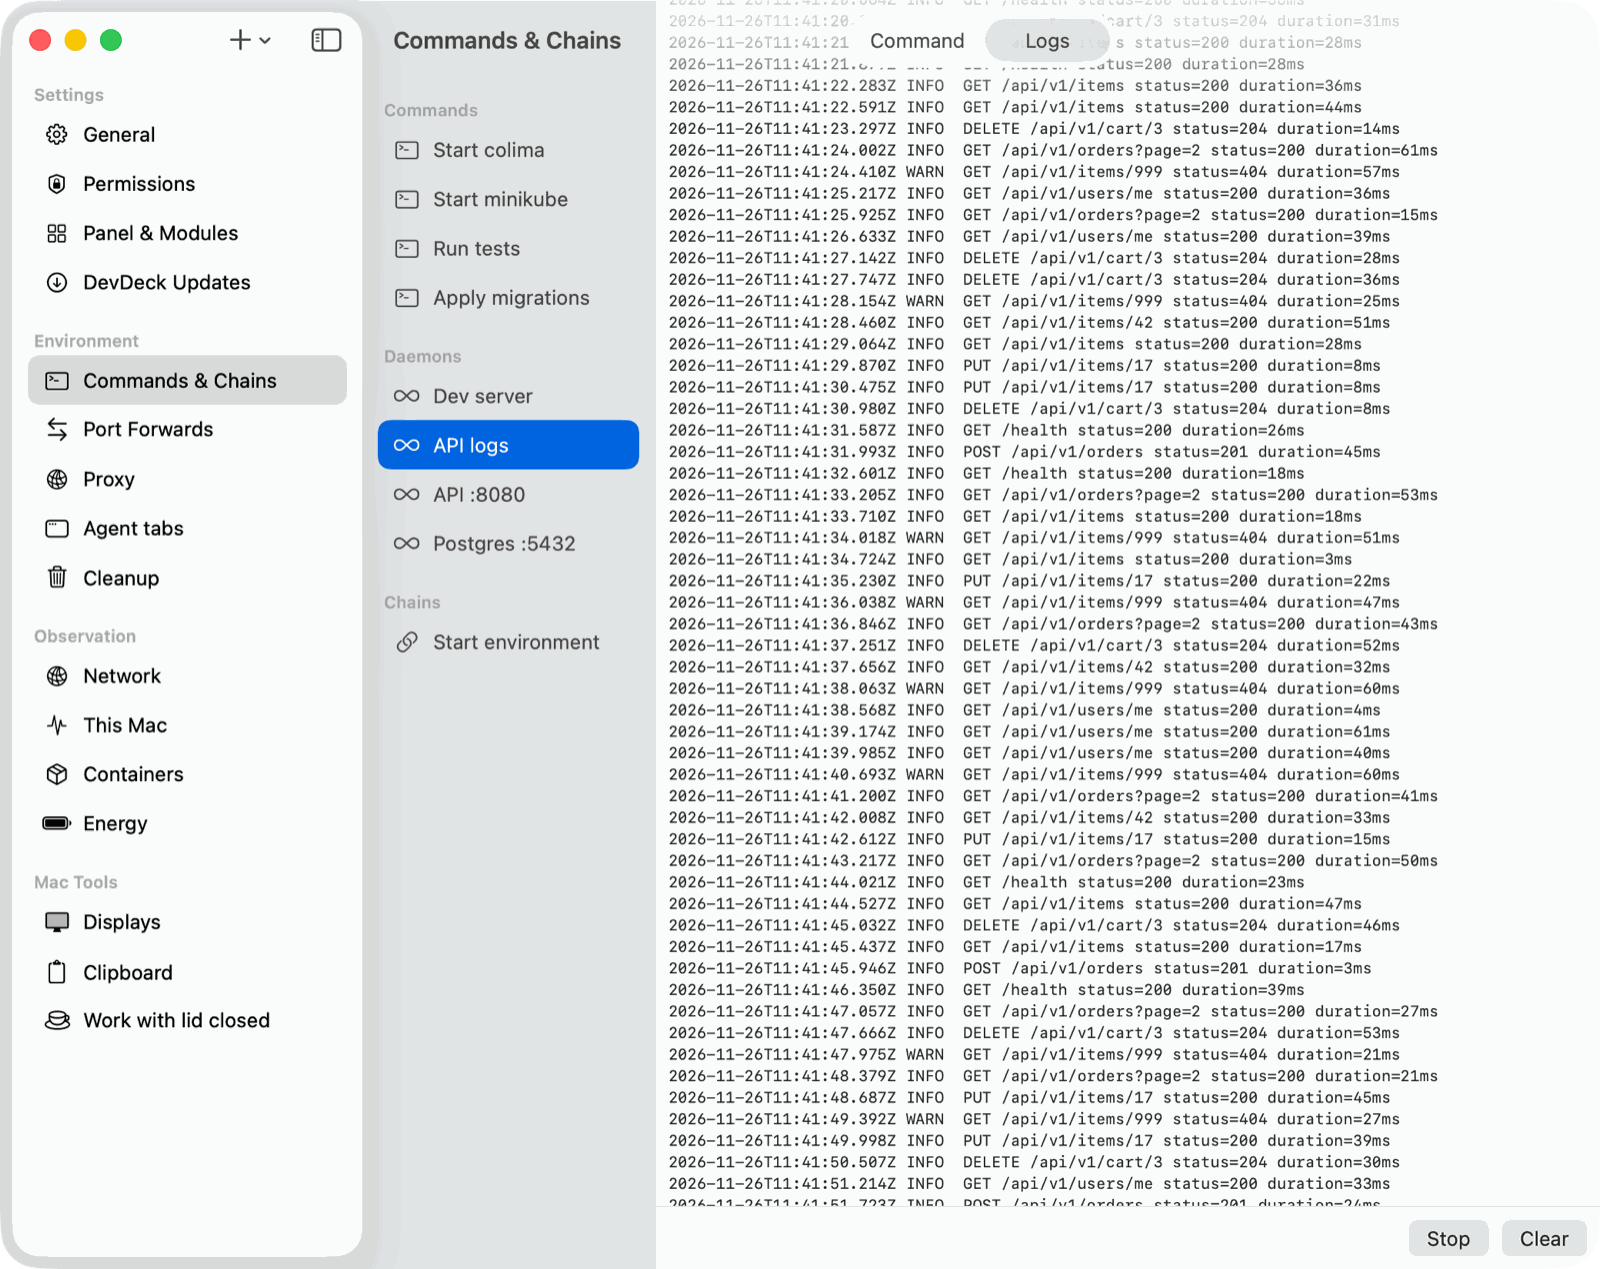 Settings
General
Permissions
Panel & Modules
DevDeck Updates
Environment
Commands & Chains
Port Forwards
Proxy
Agent tabs
Cleanup
Observation
Network
This Mac
Containers
Energy
Mac Tools
Displays
Clipboard
Work with lid closed
Commands & Chains
Commands
Start colima
Start minikube
Run tests
Apply migrations
Daemons
Dev server
API logs
API :8080
Postgres :5432
Chains
Start environment
Command
Logs
/cart/3 status=204 duration=31ms
2026-11-26T11:41:21
status=200 duration=28ms
status=200 duration=28ms
2026-11-26T11:41:22.283Z INFO  GET /api/v1/items status=200 duration=36ms
2026-11-26T11:41:22.591Z INFO  GET /api/v1/items status=200 duration=44ms
2026-11-26T11:41:23.297Z INFO  DELETE /api/v1/cart/3 status=204 duration=14ms
2026-11-26T11:41:24.002Z INFO  GET /api/v1/orders?page=2 status=200 duration=61ms
2026-11-26T11:41:24.410Z WARN  GET /api/v1/items/999 status=404 duration=57ms
2026-11-26T11:41:25.217Z INFO  GET /api/v1/users/me status=200 duration=36ms
2026-11-26T11:41:25.925Z INFO  GET /api/v1/orders?page=2 status=200 duration=15ms
2026-11-26T11:41:26.633Z INFO  GET /api/v1/users/me status=200 duration=39ms
2026-11-26T11:41:27.142Z INFO  DELETE /api/v1/cart/3 status=204 duration=28ms
2026-11-26T11:41:27.747Z INFO  DELETE /api/v1/cart/3 status=204 duration=36ms
2026-11-26T11:41:28.154Z WARN  GET /api/v1/items/999 status=404 duration=25ms
2026-11-26T11:41:28.460Z INFO  GET /api/v1/items/42 status=200 duration=51ms
2026-11-26T11:41:29.064Z INFO  GET /api/v1/items status=200 duration=28ms
2026-11-26T11:41:29.870Z INFO  PUT /api/v1/items/17 status=200 duration=8ms
2026-11-26T11:41:30.475Z INFO  PUT /api/v1/items/17 status=200 duration=8ms
2026-11-26T11:41:30.980Z INFO  DELETE /api/v1/cart/3 status=204 duration=8ms
2026-11-26T11:41:31.587Z INFO  GET /health status=200 duration=26ms
2026-11-26T11:41:31.993Z INFO  POST /api/v1/orders status=201 duration=45ms
2026-11-26T11:41:32.601Z INFO  GET /health status=200 duration=18ms
2026-11-26T11:41:33.205Z INFO  GET /api/v1/orders?page=2 status=200 duration=53ms
2026-11-26T11:41:33.710Z INFO  GET /api/v1/items status=200 duration=18ms
2026-11-26T11:41:34.018Z WARN  GET /api/v1/items/999 status=404 duration=51ms
2026-11-26T11:41:34.724Z INFO  GET /api/v1/items status=200 duration=3ms
2026-11-26T11:41:35.230Z INFO  PUT /api/v1/items/17 status=200 duration=22ms
2026-11-26T11:41:36.038Z WARN  GET /api/v1/items/999 status=404 duration=47ms
2026-11-26T11:41:36.846Z INFO  GET /api/v1/orders?page=2 status=200 duration=43ms
2026-11-26T11:41:37.251Z INFO  DELETE /api/v1/cart/3 status=204 duration=52ms
2026-11-26T11:41:37.656Z INFO  GET /api/v1/items/42 status=200 duration=32ms
2026-11-26T11:41:38.063Z WARN  GET /api/v1/items/999 status=404 duration=60ms
2026-11-26T11:41:38.568Z INFO  GET /api/v1/users/me status=200 duration=4ms
2026-11-26T11:41:39.174Z INFO  GET /api/v1/users/me status=200 duration=61ms
2026-11-26T11:41:39.985Z INFO  GET /api/v1/users/me status=200 duration=40ms
2026-11-26T11:41:40.693Z WARN  GET /api/v1/items/999 status=404 duration=60ms
2026-11-26T11:41:41.200Z INFO  GET /api/v1/orders?page=2 status=200 duration=41ms
2026-11-26T11:41:42.008Z INFO  GET /api/v1/items/42 status=200 duration=33ms
2026-11-26T11:41:42.612Z INFO  PUT /api/v1/items/17 status=200 duration=15ms
2026-11-26T11:41:43.217Z INFO  GET /api/v1/orders?page=2 status=200 duration=50ms
2026-11-26T11:41:44.021Z INFO  GET /health status=200 duration=23ms
2026-11-26T11:41:44.527Z INFO  GET /api/v1/items status=200 duration=47ms
2026-11-26T11:41:45.032Z INFO  DELETE /api/v1/cart/3 status=204 duration=46ms
2026-11-26T11:41:45.437Z INFO  GET /api/v1/items status=200 duration=17ms
2026-11-26T11:41:45.946Z INFO  POST /api/v1/orders status=201 duration=3ms
2026-11-26T11:41:46.350Z INFO  GET /health status=200 duration=39ms
2026-11-26T11:41:47.057Z INFO  GET /api/v1/orders?page=2 status=200 duration=27ms
2026-11-26T11:41:47.666Z INFO  DELETE /api/v1/cart/3 status=204 duration=53ms
2026-11-26T11:41:47.975Z WARN  GET /api/v1/items/999 status=404 duration=21ms
2026-11-26T11:41:48.379Z INFO  GET /api/v1/orders?page=2 status=200 duration=21ms
2026-11-26T11:41:48.687Z INFO  PUT /api/v1/items/17 status=200 duration=45ms
2026-11-26T11:41:49.392Z WARN  GET /api/v1/items/999 status=404 duration=27ms
2026-11-26T11:41:49.998Z INFO  PUT /api/v1/items/17 status=200 duration=39ms
2026-11-26T11:41:50.507Z INFO  DELETE /api/v1/cart/3 status=204 duration=30ms
2026-11-26T11:41:51.214Z INFO  GET /api/v1/users/me status=200 duration=33ms
2026-11-26T11:41:51.723Z INFO  POST /api/v1/orders status=201 duration=24ms
Stop
Clear